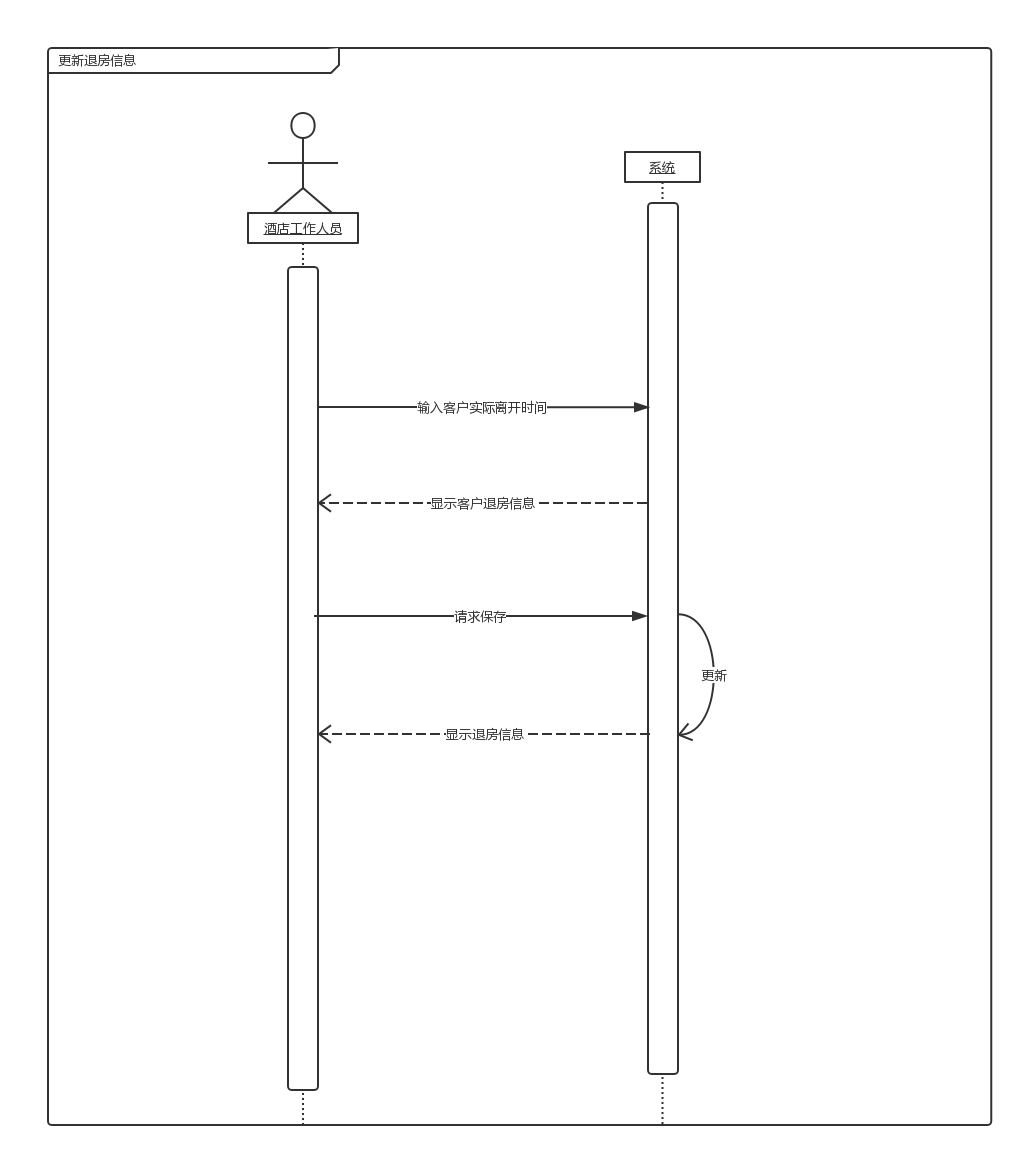 更新退房信息
系统
酒店工作人员
输入客户实际离开时间
显示客户退房信息
请求保存
更新
显示退房信息